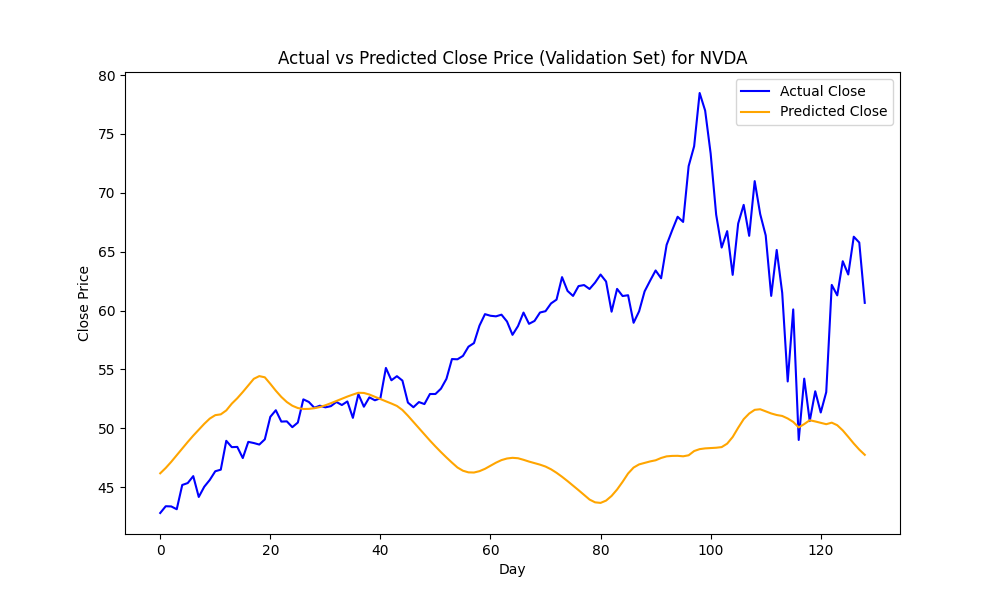 Actual vs Predicted Close Price (Validation Set) for NVDA
Actual Close
Predicted Close
Close Price
80
75
70
65
60
55
50
45
0 20 40 60 80 100 120
Day